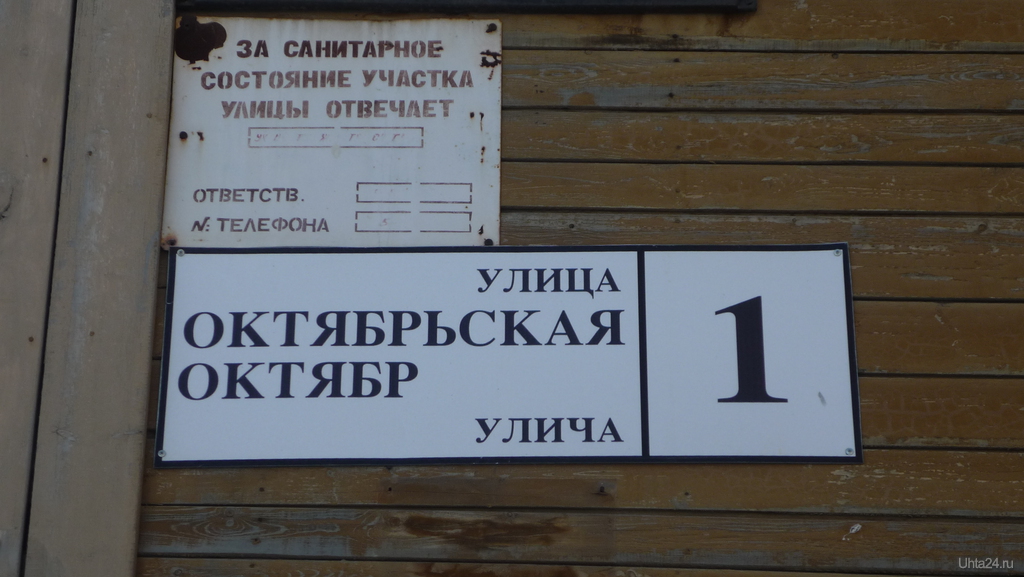 ЗА САНИТАРНОЕ
СОСТОЯНИЕ УЧАСТКА
УЛИЦЫ ОТВЕЧАЕТ
ОТВЕТСТВ.
№ ТЕЛЕФОНА
УЛИЦА
ОКТЯБРЬСКАЯ
ОКТЯБР
УЛИЧА
1
Uhta24.ru